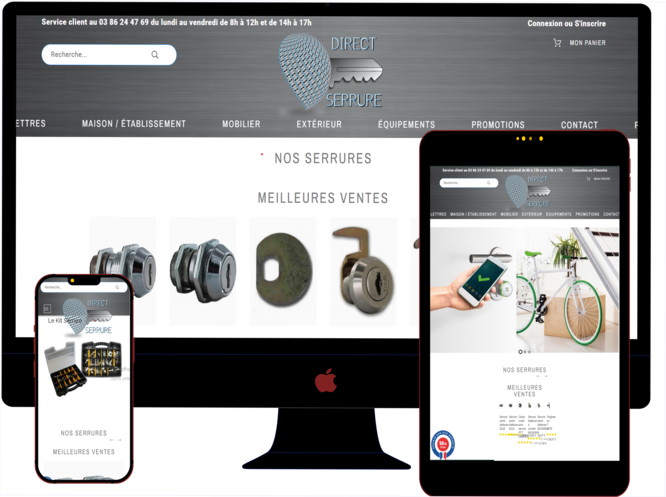 Service client au 03 86 24 47 69 du lundi au vendredi de 8h à 12h et de 14h à 17h
Connexion ou S'inscrire
Recherche...
DIRECT
SERRURE
MON PANIER
ETTRES MAISON / ÉTABLISSEMENT MOBILIER EXTÉRIEUR ÉQUIPEMENTS PROMOTIONS CONTACT
NOS SERRURES
MEILLEURES VENTES
Service client au 03 86 24 47 69 du lundi au vendredi de 8h à 12h et de 14h à 17h
Connexion ou S'inscrire
Recherche...
DIRECT
SERRURE
MON PANIER
LETTRES MAISON / ÉTABLISSEMENT MOBILIER EXTÉRIEUR ÉQUIPEMENTS PROMOTIONS CONTACT
NOS SERRURES
MEILLEURES
VENTES
Recherche...
DIRECT
SERRURE
NOS SERRURES
MEILLEURES VENTES